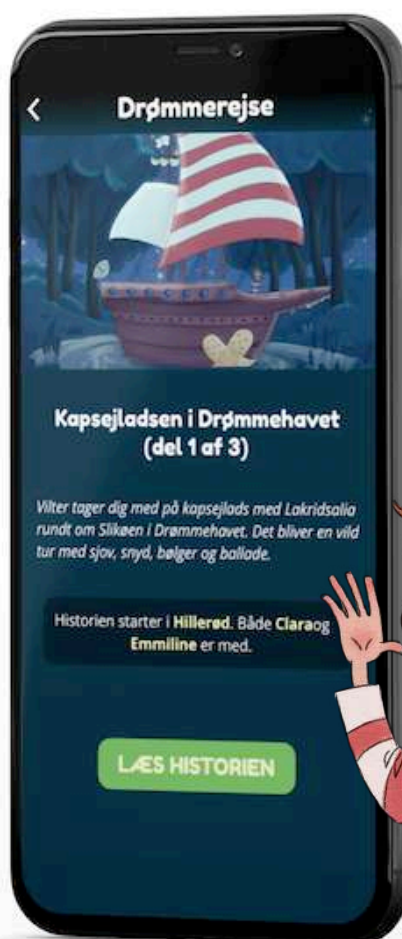 Drømmerejse
Kapsejladsen i Drømmehavet
(del 1 af 3)
Vilter tager dig med på kapsejlads med Lakridsalia
rundt om Slikøen i Drømmehavet. Det bliver en vild
tur med sjov, snyd, bølger og ballade.
Historien starter i Hillerød. Både Claraog
Emmiline er med.
LÆS HISTORIEN